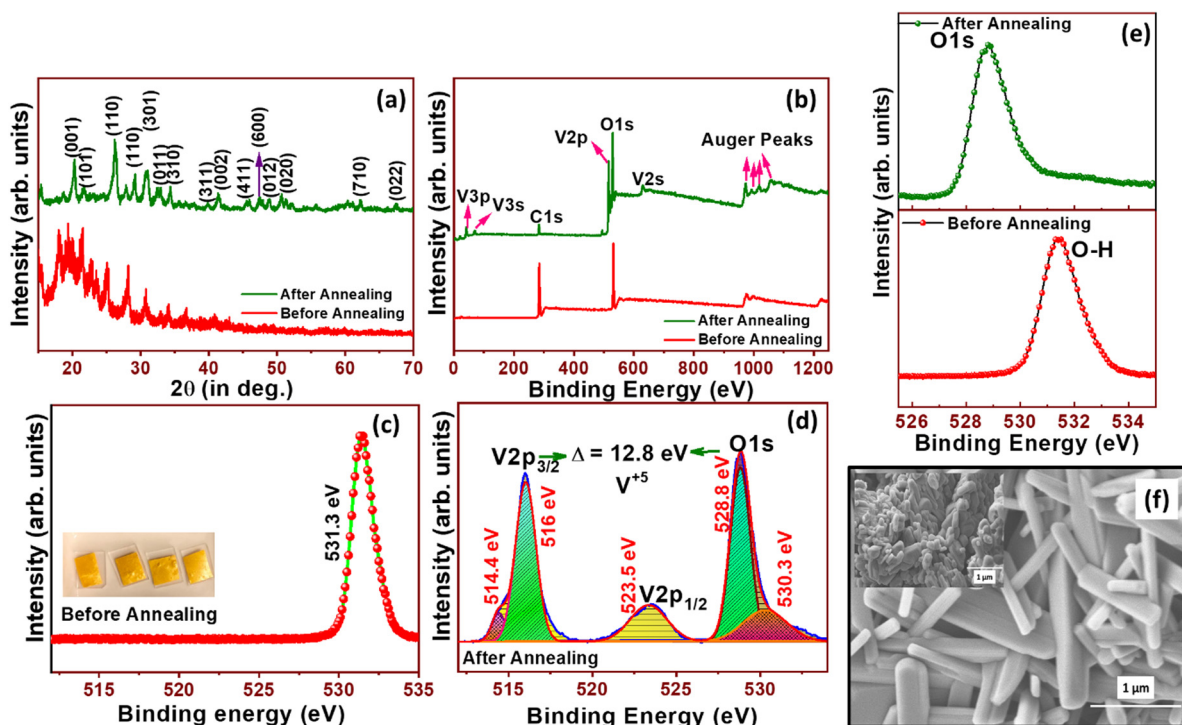 (a)
Intensity (arb. units)
(001)
(101)
(110)
(110)
(301)
(011)
(310)
(311)
(002)
(411)
(600)
(012)
(020)
(710)
(022)
After Annealing
Before Annealing
20 30 40 50 60 70
2θ (in deg.)
(b)
Intensity (arb. units)
V3p
V3s
C1s
V2p
O1s
V2s
Auger Peaks
After Annealing
Before Annealing
0 200 400 600 800 1000 1200
Binding Energy (eV)
(e)
After Annealing
O1s
Intensity (arb. units)
Before Annealing
O-H
Intensity (arb. units)
526 528 530 532 534
Binding Energy (eV)
(c)
Intensity (arb. units)
531.3 eV
Before Annealing
515 520 525 530 535
Binding energy (eV)
(d)
Intensity (arb. units)
V2p3/2
Δ = 12.8 eV
O1s
V+5
514.4 eV
516 eV
523.5 eV
V2p1/2
528.8 eV
530.3 eV
After Annealing
515 520 525 530
Binding Energy (eV)
(f)
1 µm
1 µm